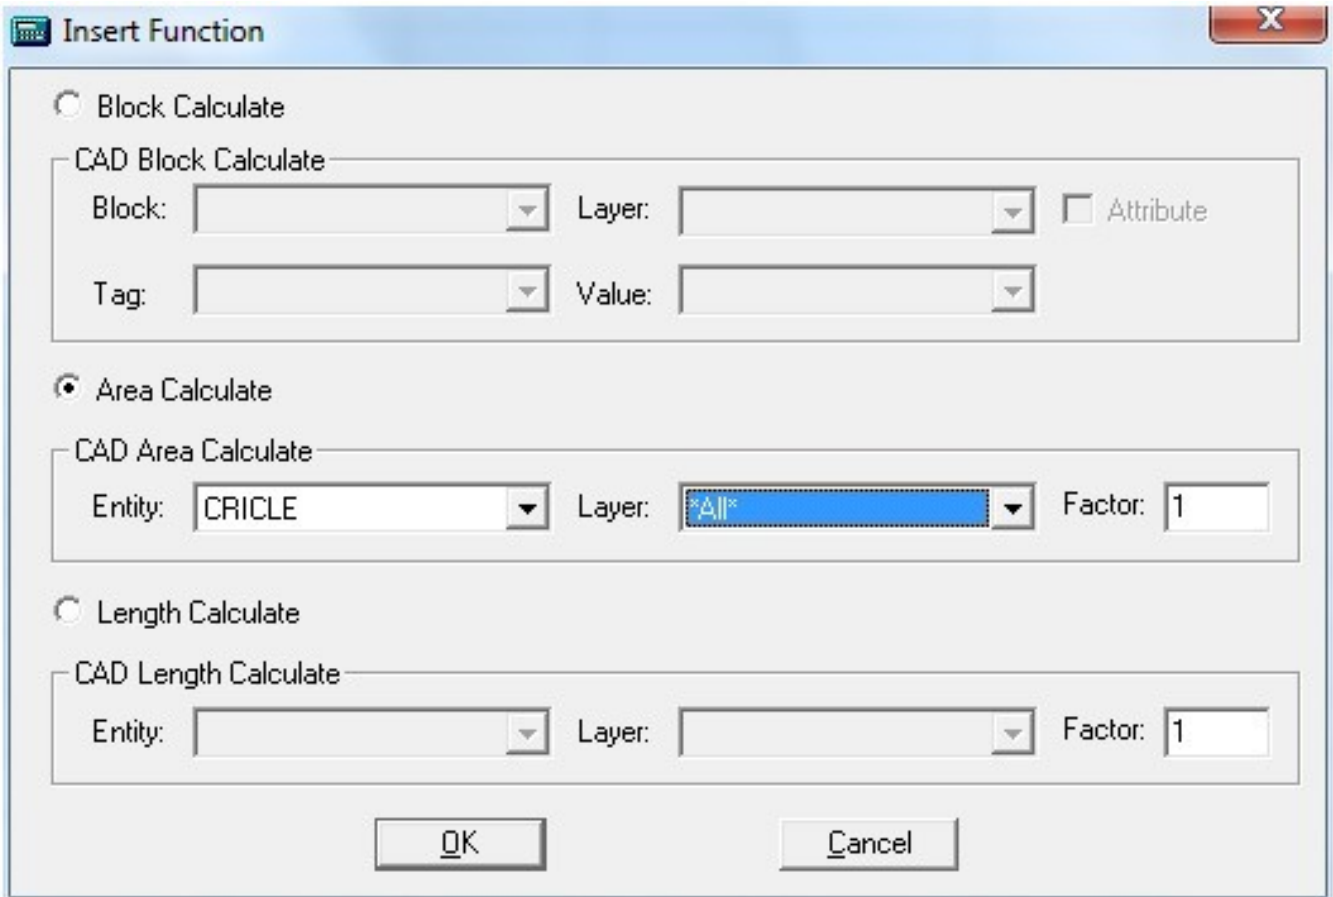 Insert Function
Block Calculate
CAD Block Calculate
Block: Layer: Attribute
Tag: Value:
Area Calculate
CAD Area Calculate
Entity: CRICLE Layer: *All* Factor: 1
Length Calculate
CAD Length Calculate
Entity: Layer: Factor: 1
OK Cancel